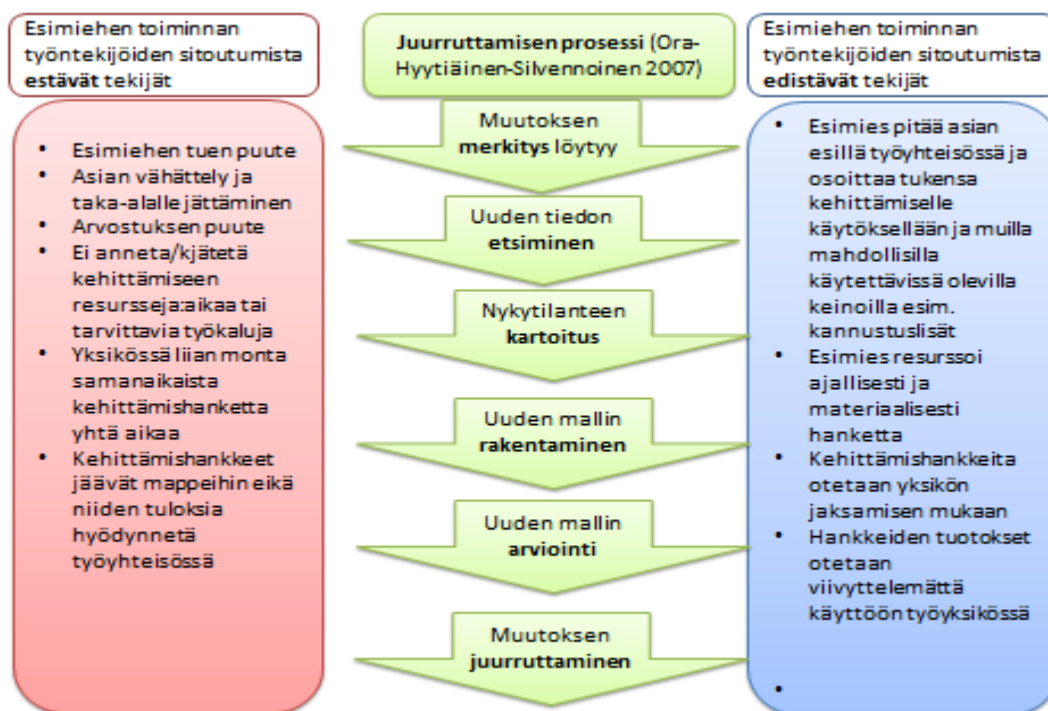 Esimiehen toiminnan
työntekijöiden sitoutumista
estävät tekijät
• Esimiehen tuen puute
• Asian vähättely ja
taka-alalle jättäminen
• Arvostuksen puute
• Ei anneta/kjätetä
kehittämiseen
resursseja:aikaa tai
tarvittavia työkaluja
• Yksikössä liian monta
samanaikaista
kehittämishanketta
yhtä aikaa
• Kehittämishankkeet
jäävät mappeihin eikä
niiden tuloksia
hyödynnetä
työyhteisössä
Juurruttamisen prosessi (Ora-
Hyytiäinen-Silvennoinen 2007)
Muutoksen
merkitys löytyy
Uuden tiedon
etsiminen
Nykytilanteen
kartoitus
Uuden mallin
rakentaminen
Uuden mallin
arviointi
Muutoksen
juurruttaminen
Esimiehen toiminnan
työntekijöiden sitoutumista
edistävät tekijät
• Esimies pitää asian
esillä työyhteisössä ja
osoittaa tukensa
kehittämiselle
käytöksellään ja muilla
mahdollisilla
käytettävissä olevilla
keinoilla esim.
kannustuslisät
• Esimies resurssoi
ajallisesti ja
materiaalisesti
hanketta
• Kehittämishankkeita
otetaan yksikön
jaksamisen mukaan
• Hankkeiden tuotokset
otetaan
viivyttelemättä
käyttöön työyksikössä
•